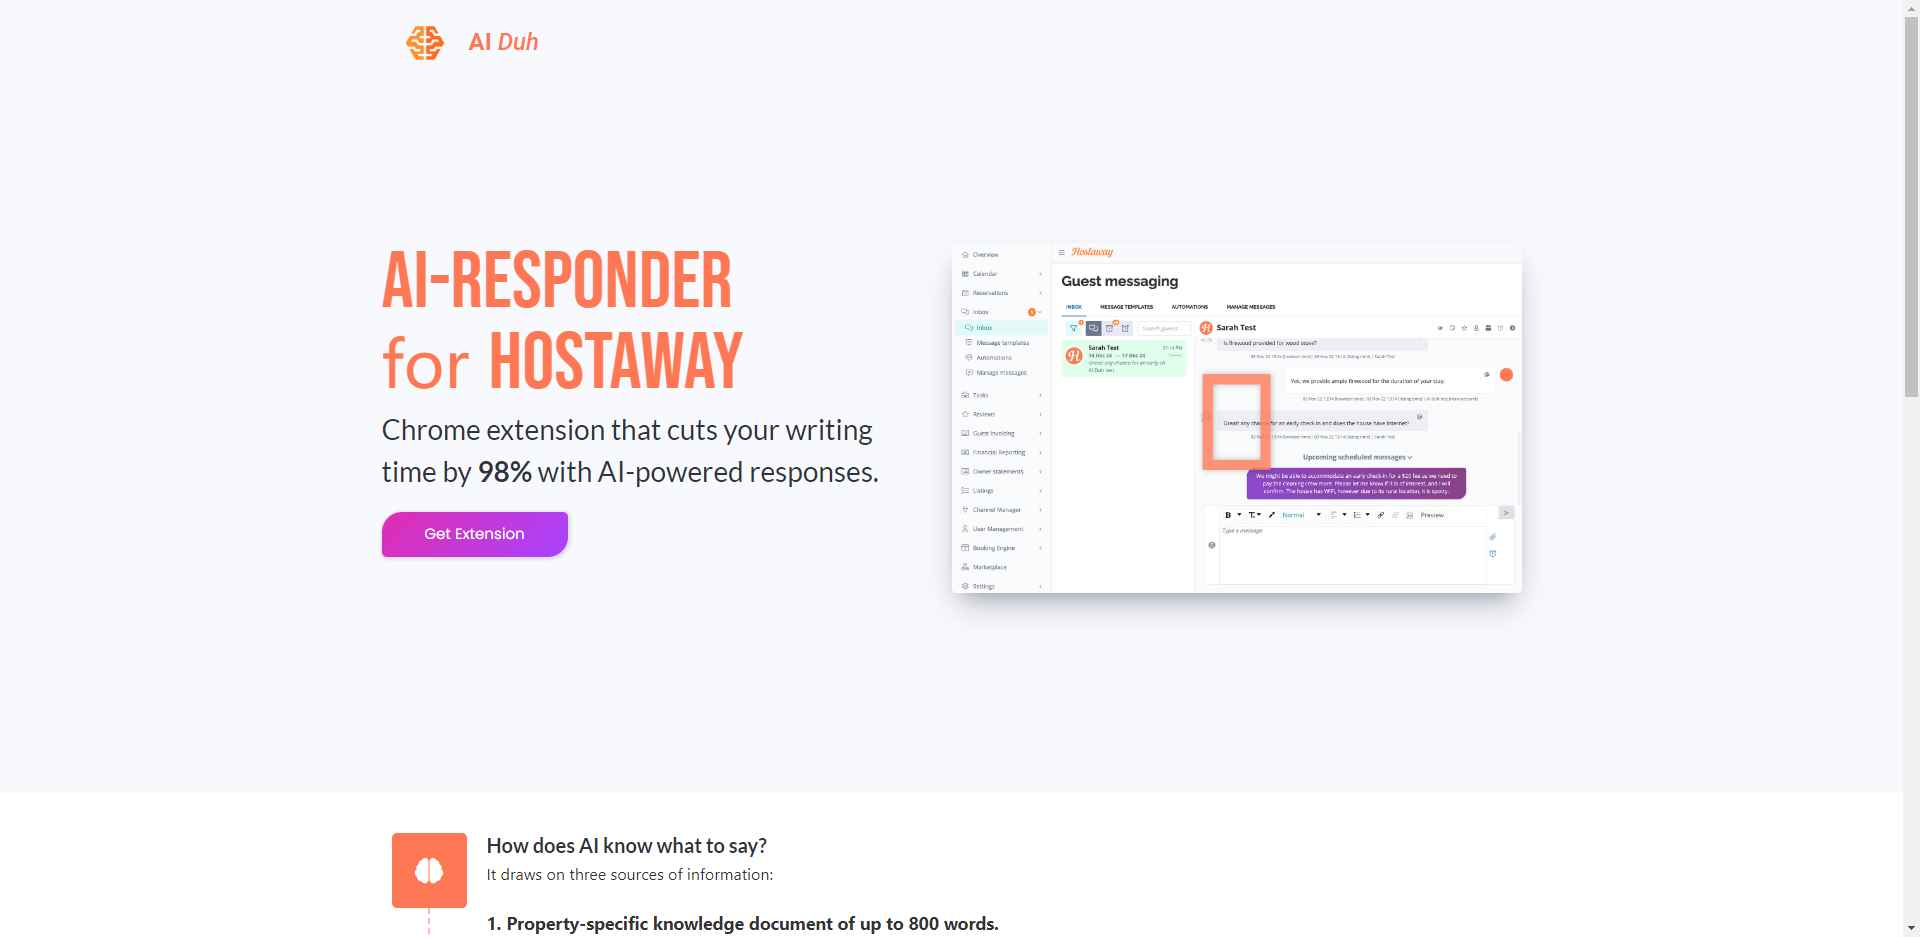 AI Duh
AI-RESPONDER
for HOSTAWAY
Chrome extension that cuts your writing
time by 98% with AI-powered responses.
Get Extension
Overview
Calendar
Reservations
Inbox
Inbox
Message templates
Automations
Manage messages
Tasks
Reviews
Guest Invoicing
Financial Reporting
Owner statements
Listings
Channel Manager
User Management
Booking Engine
Marketplace
Settings
Hostaway
Guest messaging
INBOX MESSAGE TEMPLATES AUTOMATIONS MANAGE MESSAGES
Sarah Test
Sarah Test
Is firewood provided for wood stove?
Yes, we provide ample firewood for the duration of your stay.
Great! any chance for an early check-in and does the house have internet?
Upcoming scheduled messages
We might be able to accommodate an early check-in for a $20 fee as we need to
pay the cleaning crew more. Please let me know if it is of interest, and I will
confirm. The house has WIFI, however due to its rural location, it is spotty.
B Normal Preview
Type a message
How does AI know what to say?
It draws on three sources of information:
1. Property-specific knowledge document of up to 800 words.